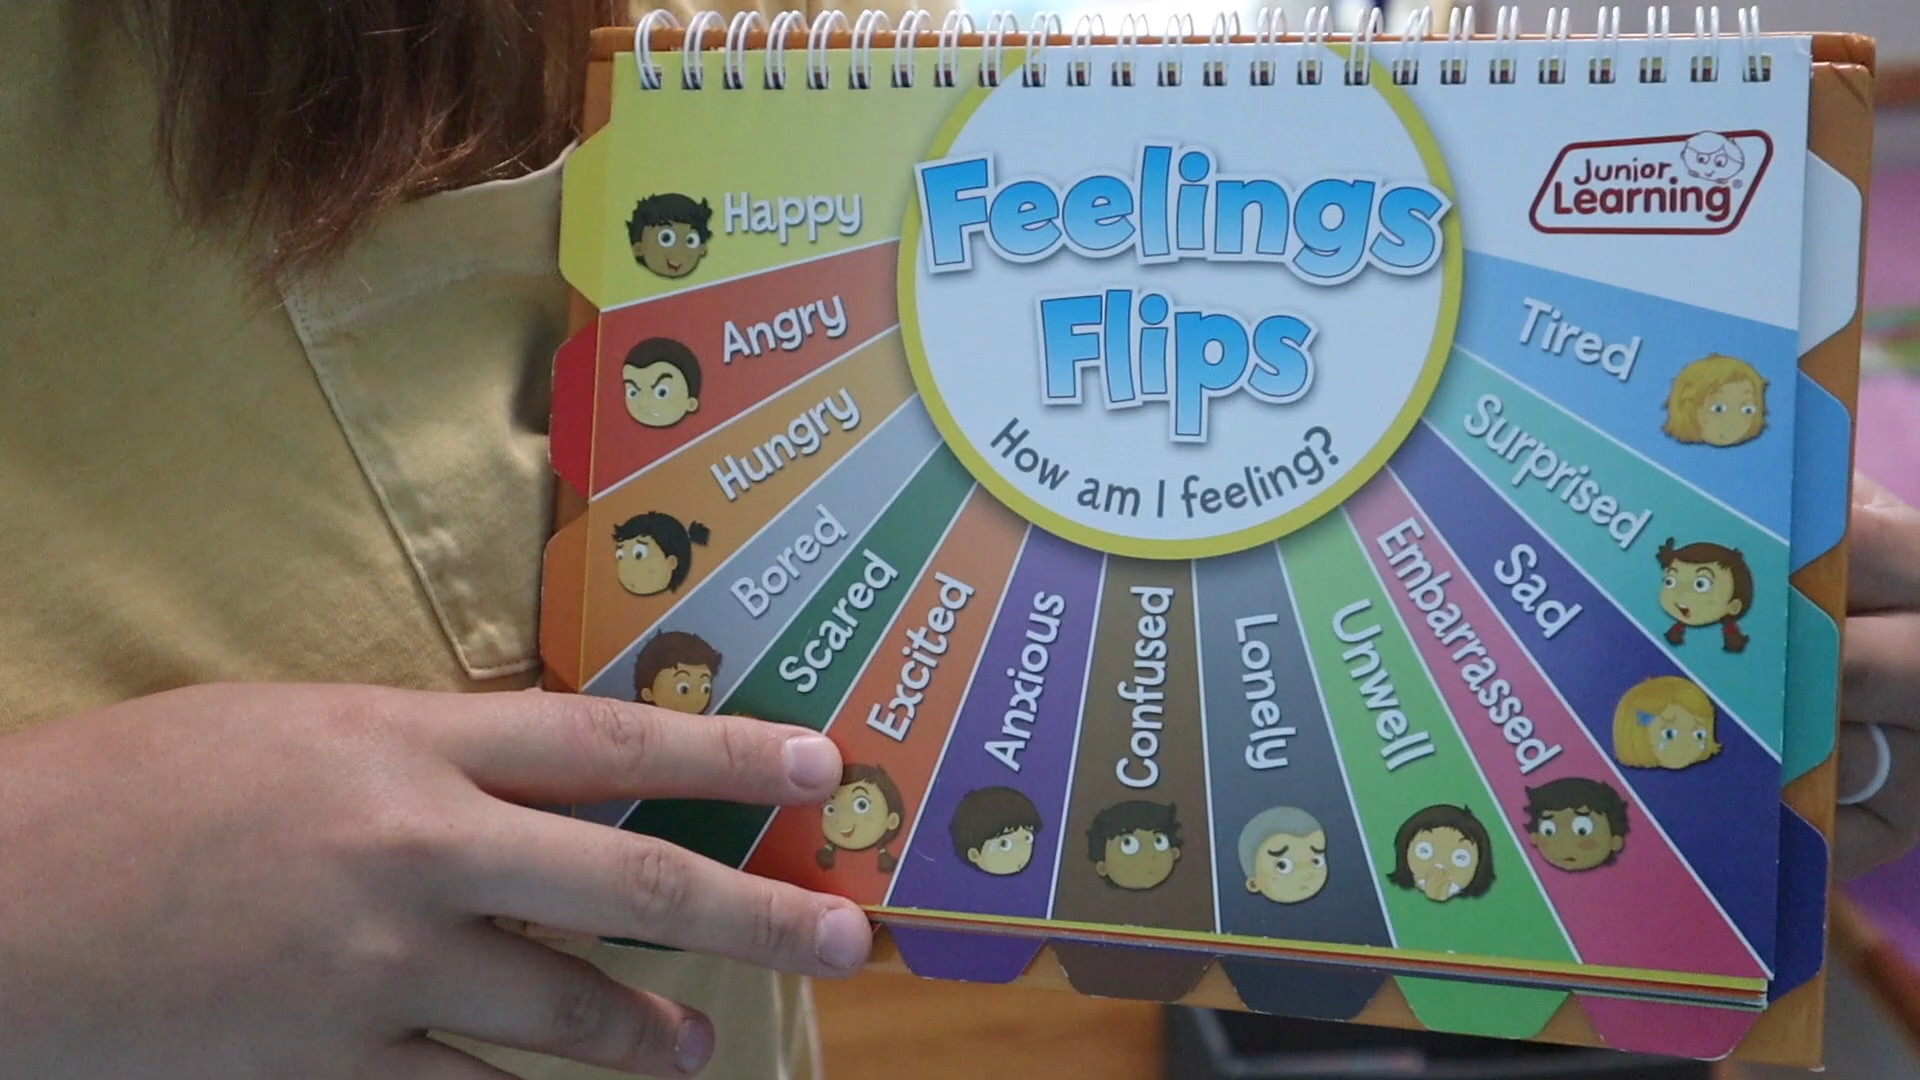 Feelings
Flips
How am I feeling?
Junior
Learning®
Happy
Angry
Hungry
Bored
Scared
Excited
Anxious
Confused
Lonely
Unwell
Embarrassed
Sad
Surprised
Tired